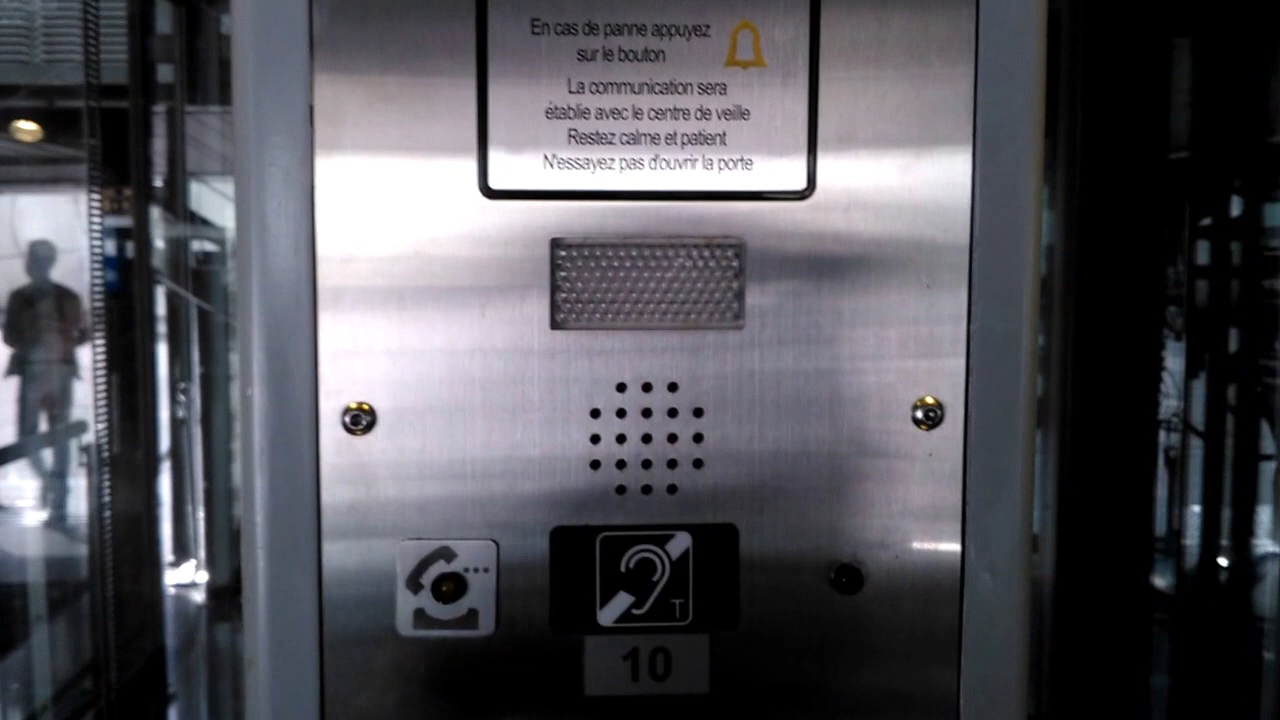 En cas de panne appuyez
sur le bouton
La communication sera
établie avec le centre de veille
Restez calme et patient
N'essayez pas d'ouvrir la porte
T
10